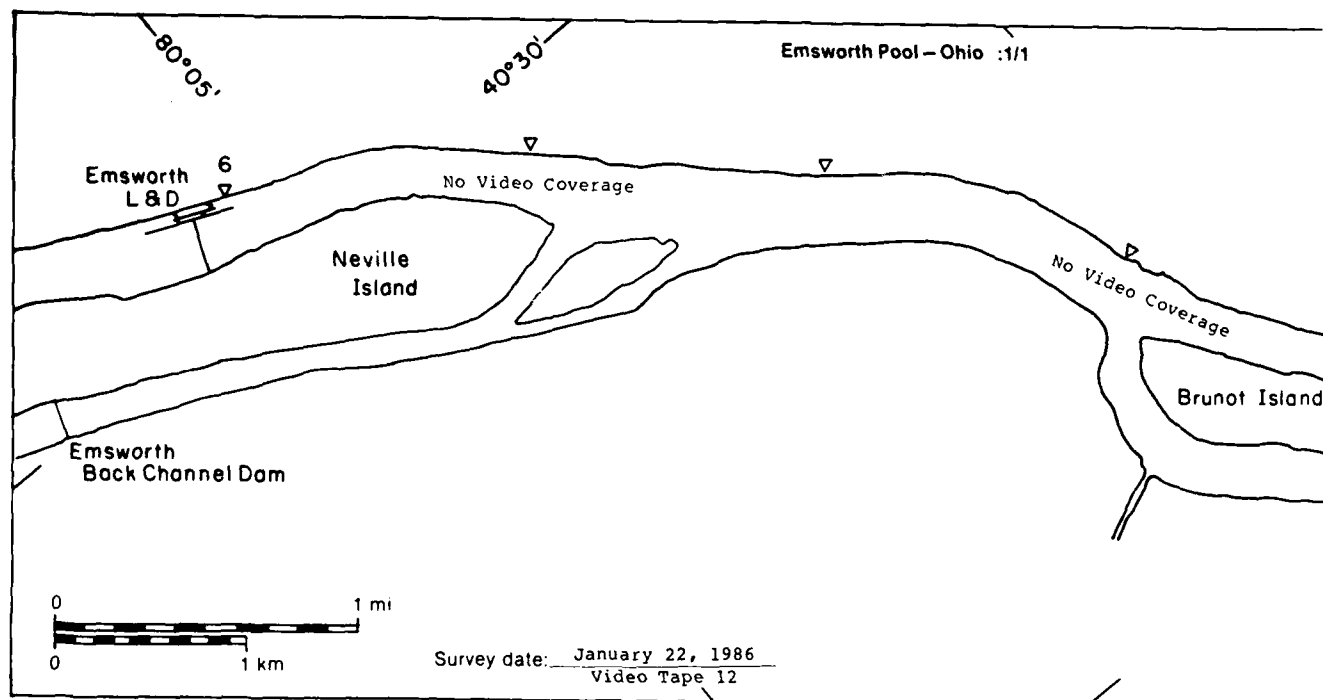 80°05'
40°30'
Emsworth Pool – Ohio :1/1
Emsworth
L & D
6
No Video Coverage
Neville
Island
No Video Coverage
Brunot Island
Emsworth
Back Channel Dam
0 1 mi
0 1 km
Survey date: January 22, 1986
Video Tape 12